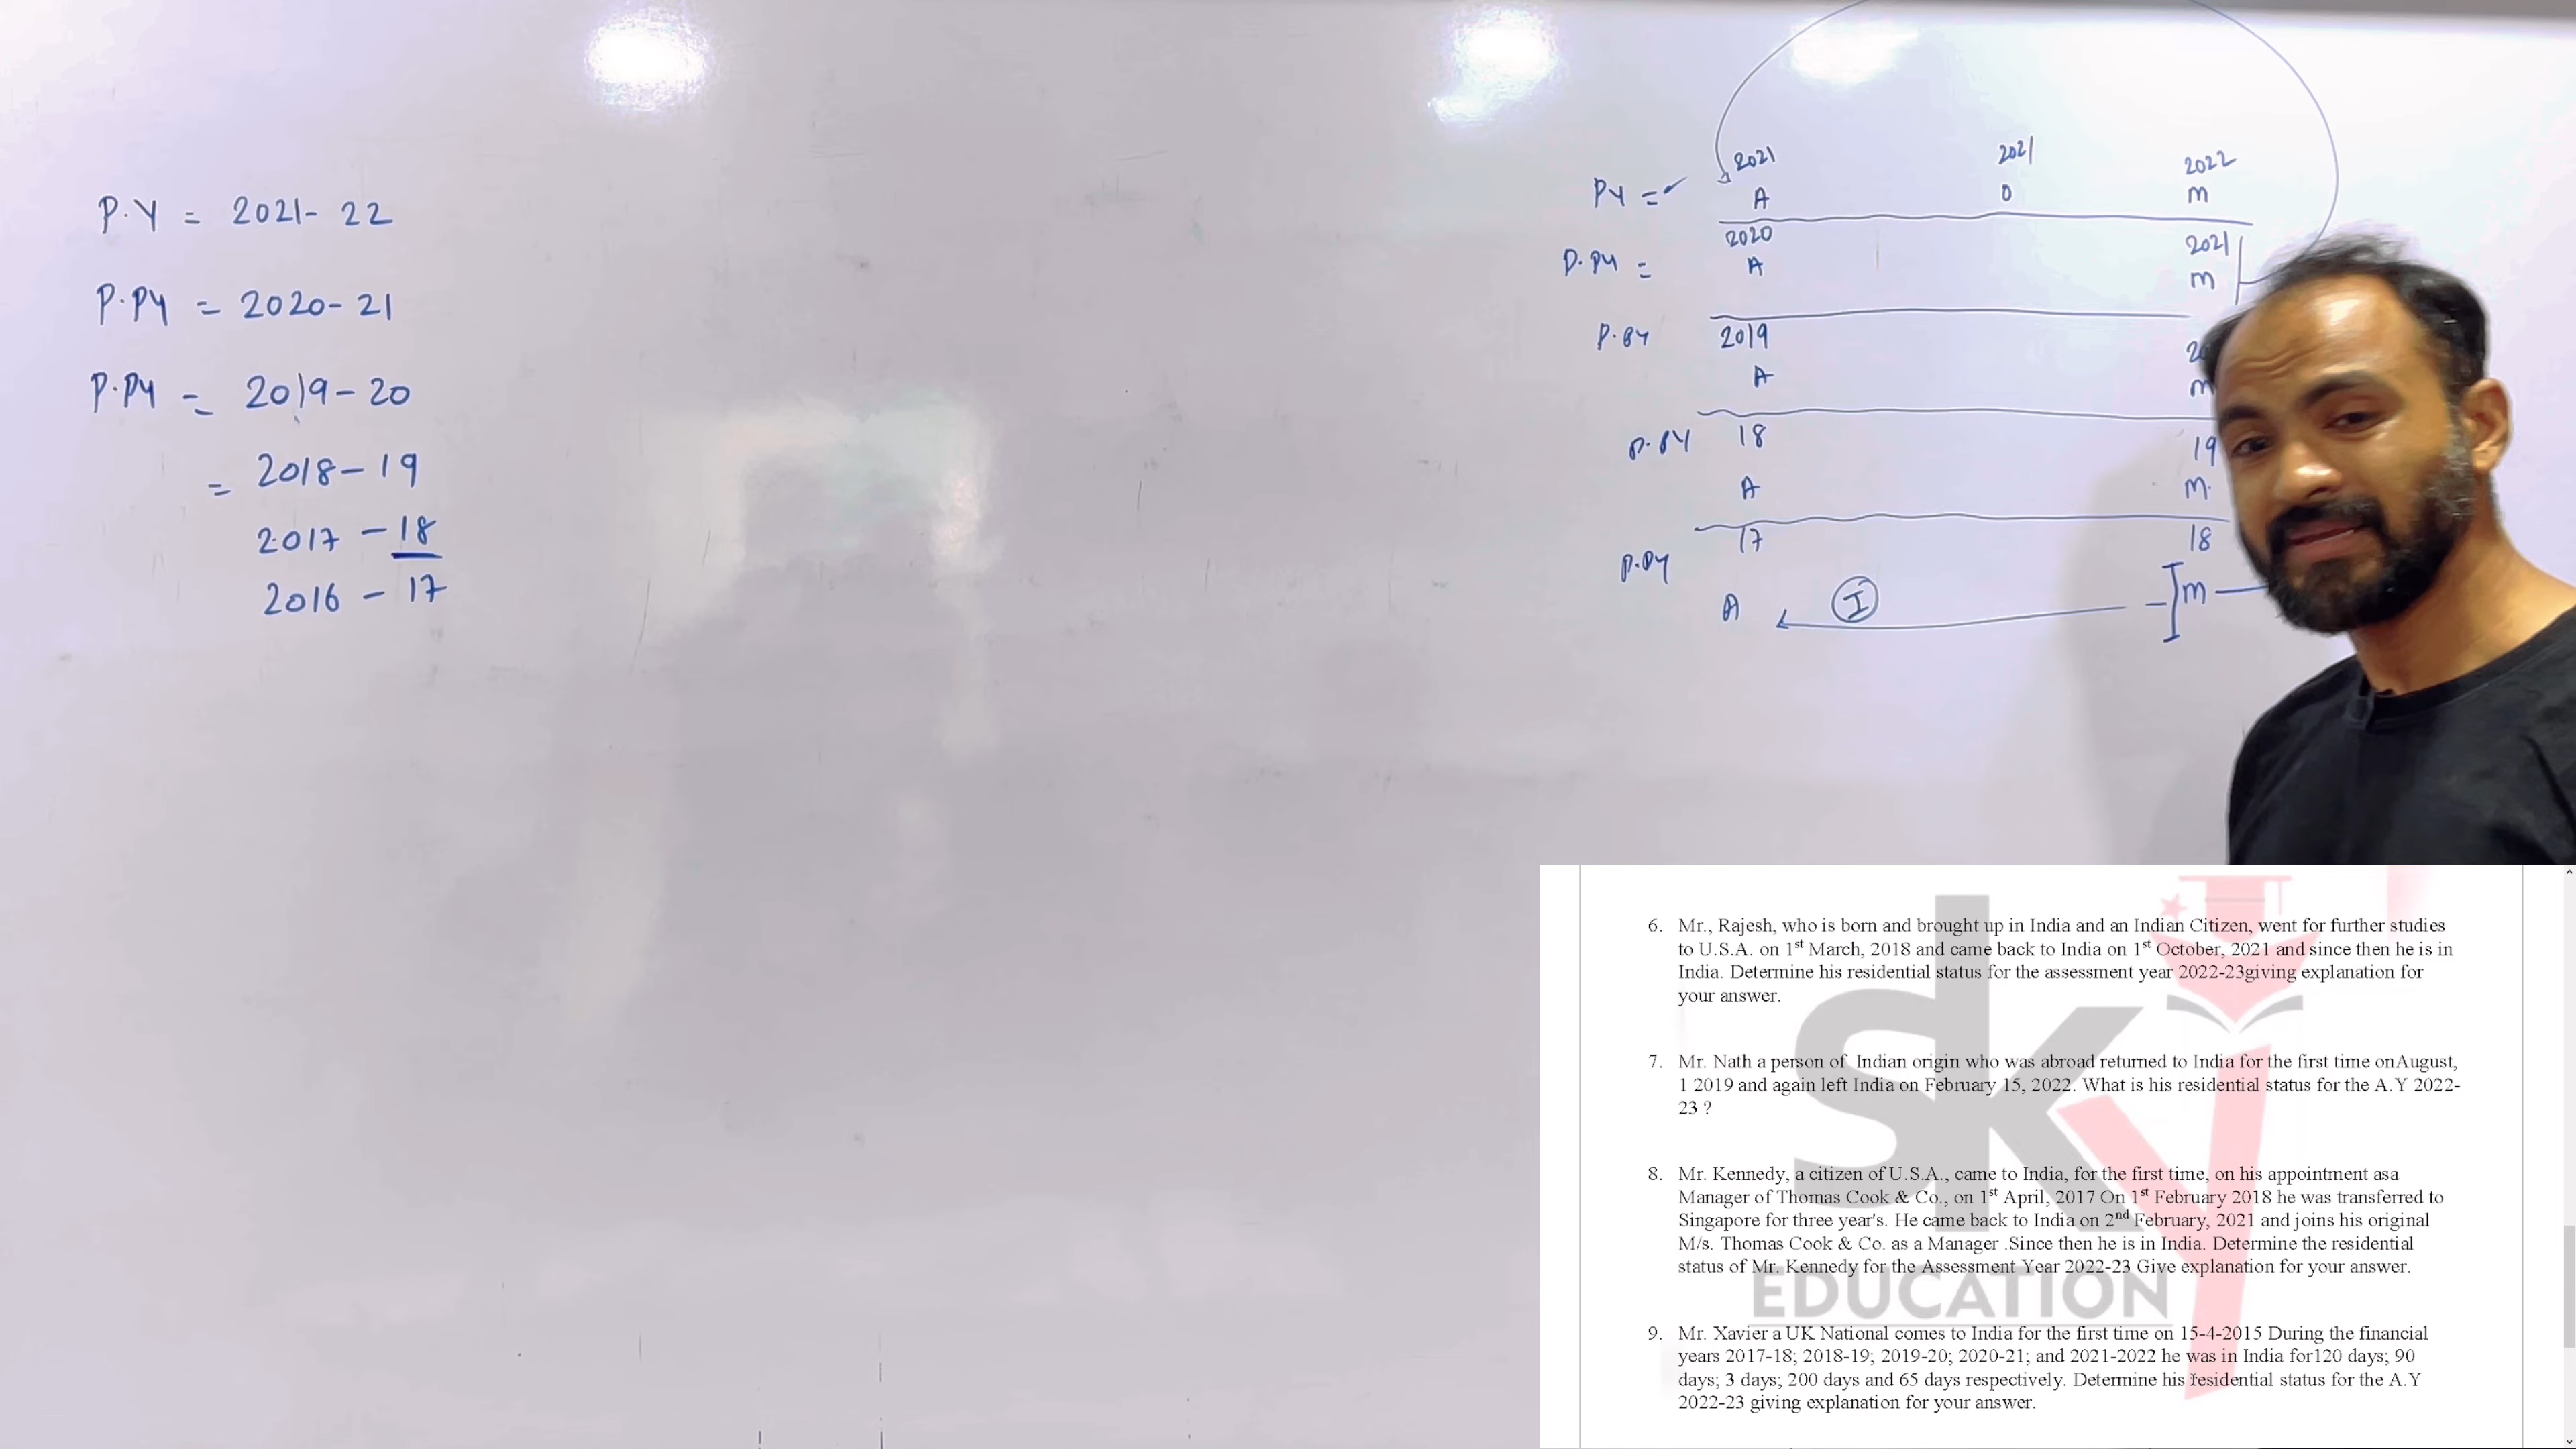 P.Y = 2021-22
P.PY = 2020-21
P.PY = 2019-20
= 2018-19
2017-18
2016-17
2021 2021 2022
PY = A O M
2020 2021
P.PY = A M
P.PY 2019
A M
P.PY 18 19
A M.
17 18
P.PY
A I M
6. Mr., Rajesh, who is born and brought up in India and an Indian Citizen, went for further studies
to U.S.A. on 1st March, 2018 and came back to India on 1st October, 2021 and since then he is in
India. Determine his residential status for the assessment year 2022-23giving explanation for
your answer.
7. Mr. Nath a person of Indian origin who was abroad returned to India for the first time onAugust,
1 2019 and again left India on February 15, 2022. What is his residential status for the A.Y 2022-
23 ?
8. Mr. Kennedy, a citizen of U.S.A., came to India, for the first time, on his appointment asa
Manager of Thomas Cook & Co., on 1st April, 2017 On 1st February 2018 he was transferred to
Singapore for three year's. He came back to India on 2nd February, 2021 and joins his original
M/s. Thomas Cook & Co. as a Manager .Since then he is in India. Determine the residential
status of Mr. Kennedy for the Assessment Year 2022-23 Give explanation for your answer.
9. Mr. Xavier a UK National comes to India for the first time on 15-4-2015 During the financial
years 2017-18; 2018-19; 2019-20; 2020-21; and 2021-2022 he was in India for120 days; 90
days; 3 days; 200 days and 65 days respectively. Determine his residential status for the A.Y
2022-23 giving explanation for your answer.
sky
EDUCATION